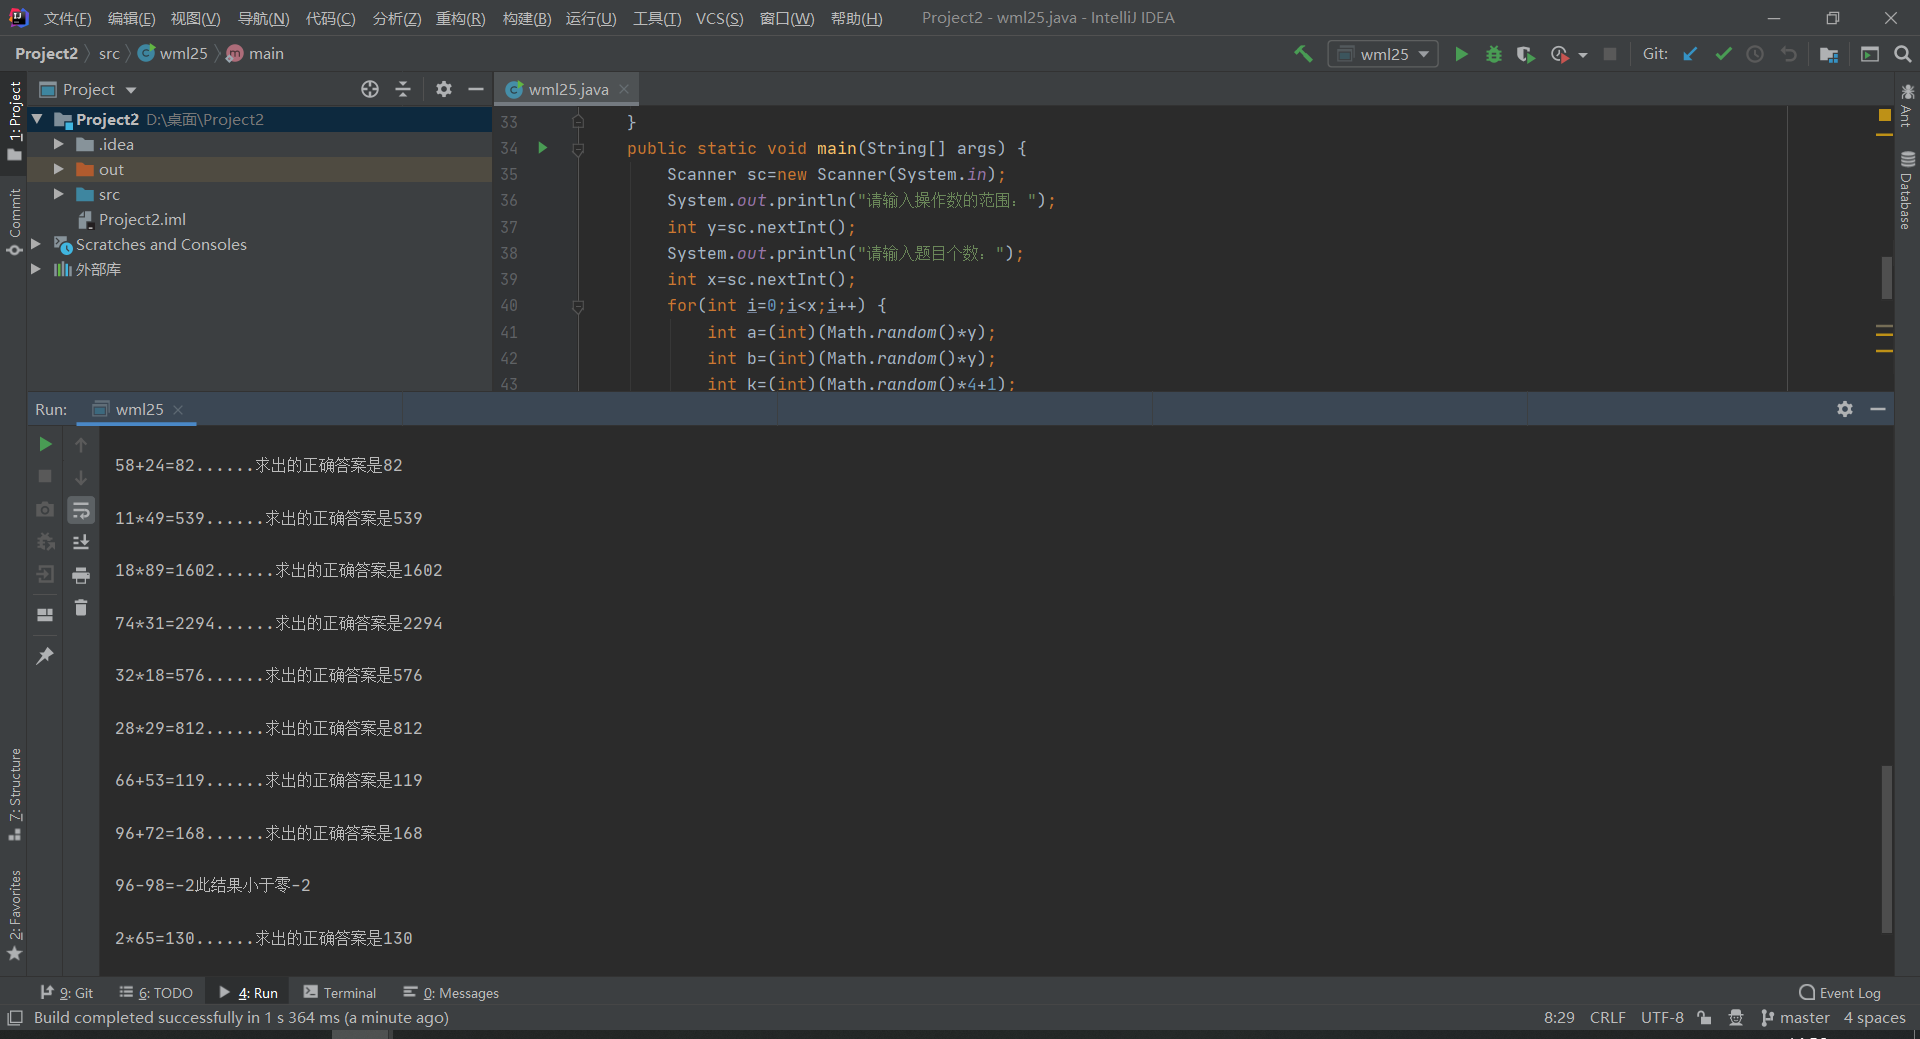 文件(F) 编辑(E) 视图(V) 导航(N) 代码(C) 分析(Z) 重构(R) 构建(B) 运行(U) 工具(T) VCS(S) 窗口(W) 帮助(H) Project2 - wml25.java - IntelliJ IDEA
Project2 src wml25 main
wml25 Git:
1: Project
Commit
7: Structure
2: Favorites
Project
Project2 D:\桌面\Project2
.idea
out
src
Project2.iml
Scratches and Consoles
外部库
wml25.java
33 }
34 public static void main(String[] args) {
35 Scanner sc=new Scanner(System.in);
36 System.out.println("请输入操作数的范围：");
37 int y=sc.nextInt();
38 System.out.println("请输入题目个数：");
39 int x=sc.nextInt();
40 for(int i=0;i<x;i++) {
41 int a=(int)(Math.random()*y);
42 int b=(int)(Math.random()*y);
43 int k=(int)(Math.random()*4+1);
Ant
Database
Run: wml25
58+24=82......求出的正确答案是82
11*49=539......求出的正确答案是539
18*89=1602......求出的正确答案是1602
74*31=2294......求出的正确答案是2294
32*18=576......求出的正确答案是576
28*29=812......求出的正确答案是812
66+53=119......求出的正确答案是119
96+72=168......求出的正确答案是168
96-98=-2此结果小于零-2
2*65=130......求出的正确答案是130
9: Git 6: TODO 4: Run Terminal 0: Messages Event Log
Build completed successfully in 1 s 364 ms (a minute ago) 8:29 CRLF UTF-8 master 4 spaces